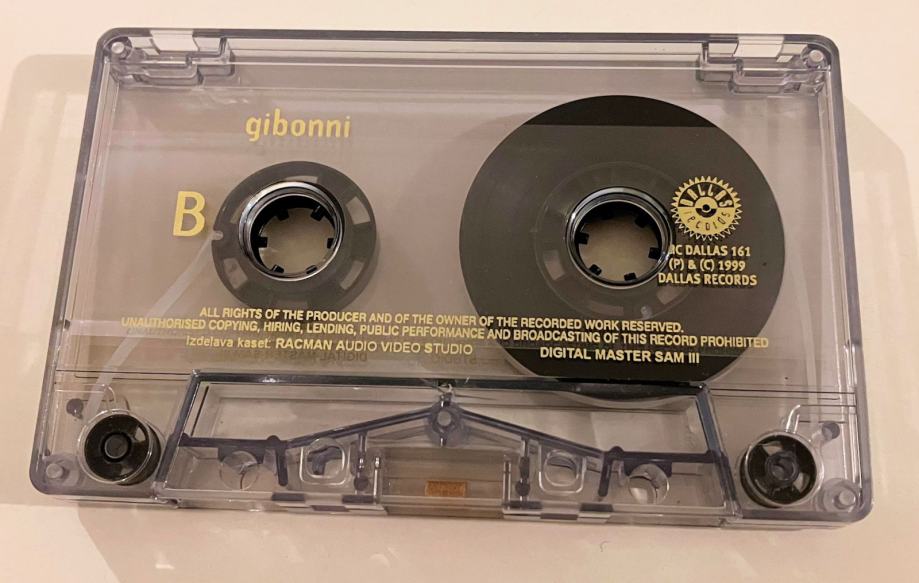 gibonni
B
DALLAS
records
MC DALLAS 161
(P) & (C) 1999
DALLAS RECORDS
ALL RIGHTS OF THE PRODUCER AND OF THE OWNER OF THE RECORDED WORK RESERVED.
UNAUTHORISED COPYING, HIRING, LENDING, PUBLIC PERFORMANCE AND BROADCASTING OF THIS RECORD PROHIBITED
Izdelava kaset: RACMAN AUDIO VIDEO STUDIO
DIGITAL MASTER SAM III